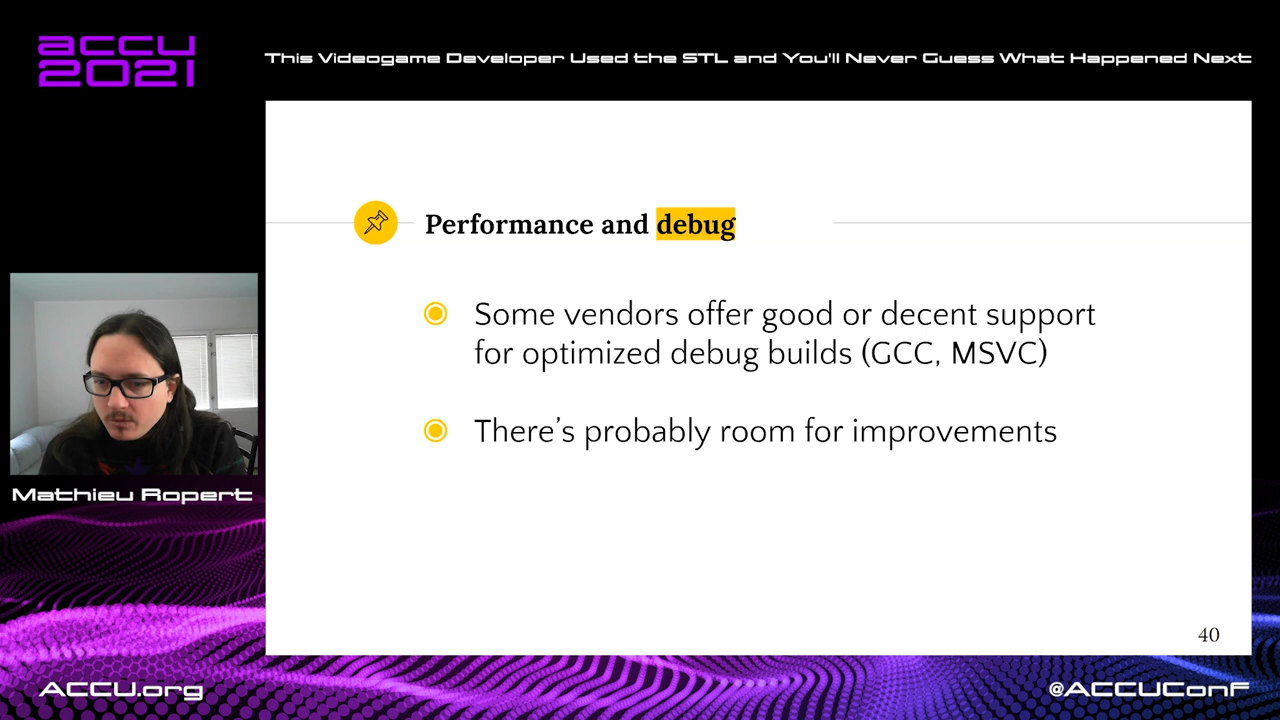 accu
2021
This Videogame Developer Used the STL and You'll Never Guess What Happened Next
Performance and debug
Some vendors offer good or decent support
for optimized debug builds (GCC, MSVC)
There's probably room for improvements
Mathieu Ropert
40
ACCU.org
@ACCUConf